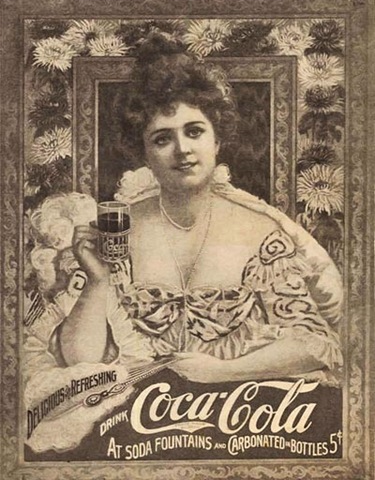 DELICIOUS and REFRESHING
DRINK Coca-Cola
AT SODA FOUNTAINS AND CARBONATED IN BOTTLES 5¢